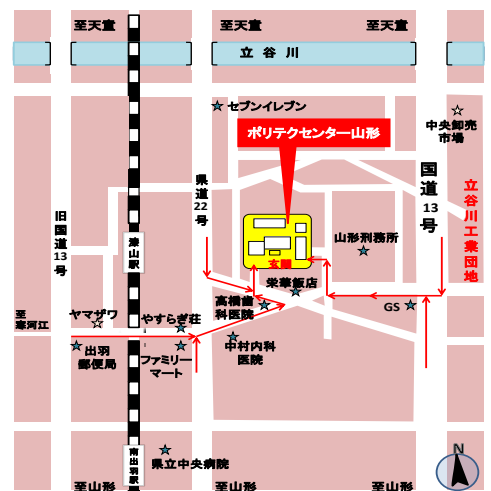 至天童
至天童
至天童
立谷川
セブンイレブン
中央卸売
市場
ポリテクセンター山形
国道13号
県道22号
旧国道13号
立谷川工業団地
漆山駅
山形刑務所
玄関
栄華飯店
至
寒河江
ヤマザワ
やすらぎ荘
高橋歯
科医院
GS
出羽
郵便局
ファミリー
マート
中村内科
医院
南出羽駅
県立中央病院
N
至山形
至山形
至山形